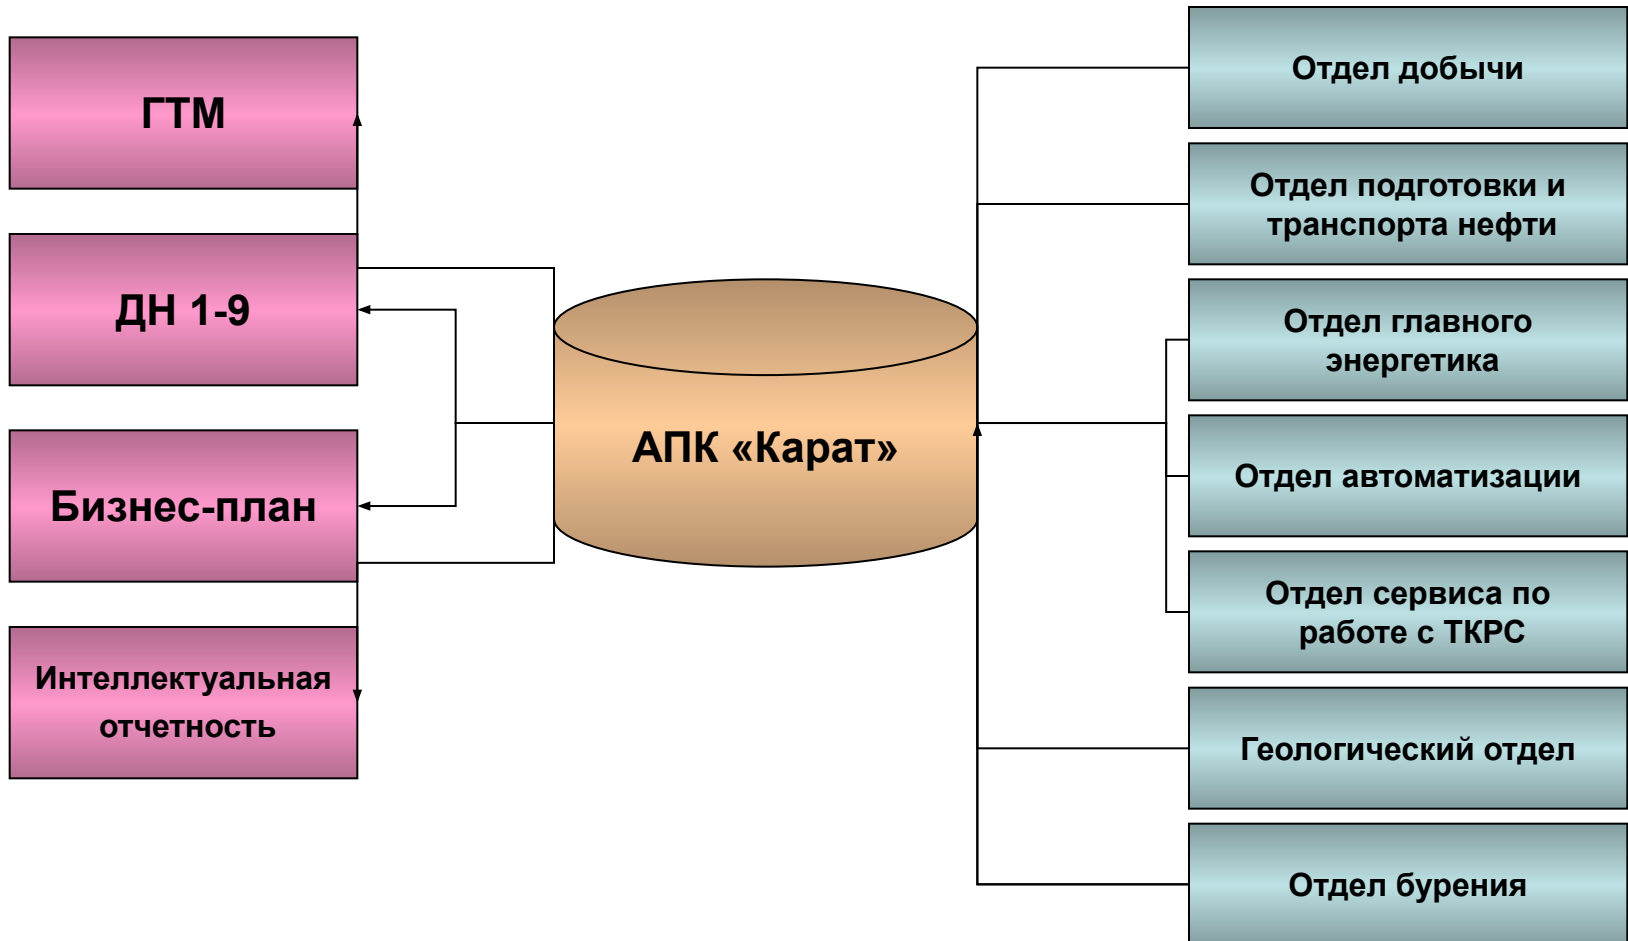 ГТМ
ДН 1-9
Бизнес-план
Интеллектуальная
отчетность
АПК «Карат»
Отдел добычи
Отдел подготовки и
транспорта нефти
Отдел главного
энергетика
Отдел автоматизации
Отдел сервиса по
работе с ТКРС
Геологический отдел
Отдел бурения